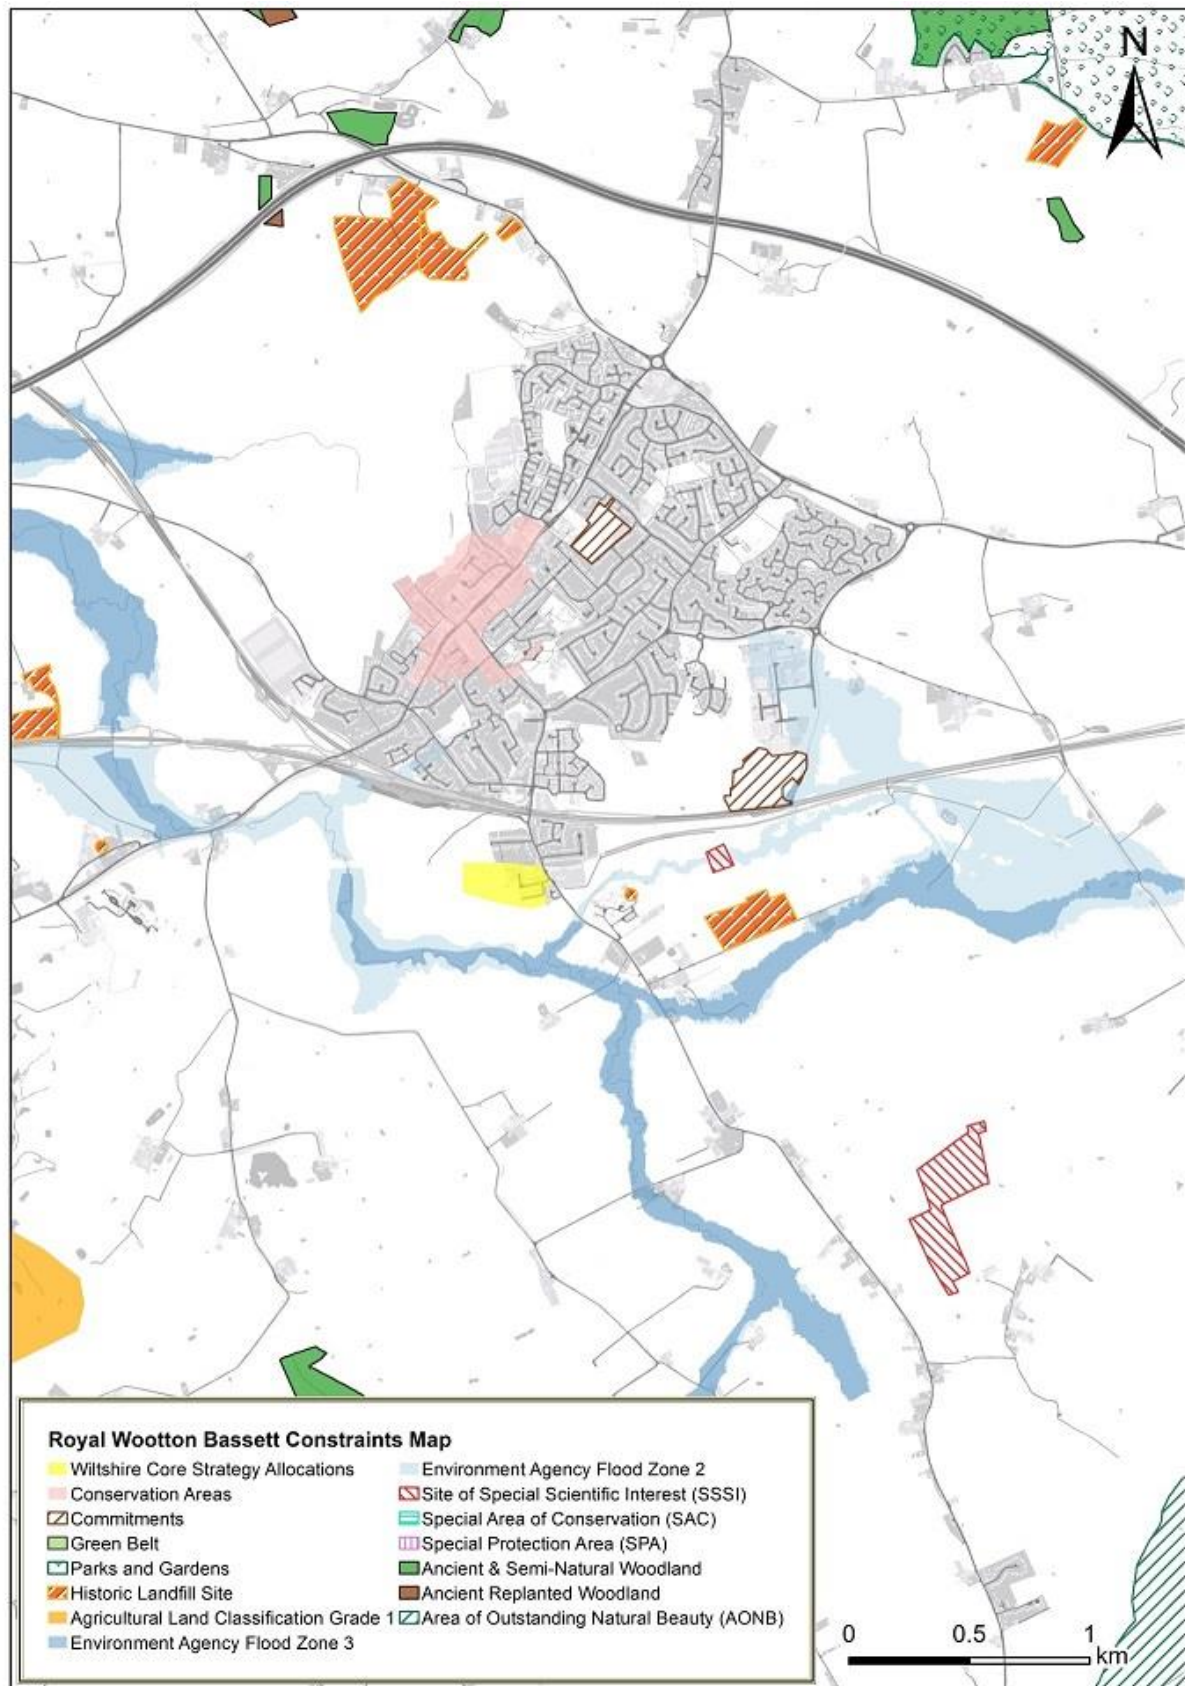 N
Royal Wootton Bassett Constraints Map
Wiltshire Core Strategy Allocations
Conservation Areas
Commitments
Green Belt
Parks and Gardens
Historic Landfill Site
Agricultural Land Classification Grade 1
Environment Agency Flood Zone 3
Environment Agency Flood Zone 2
Site of Special Scientific Interest (SSSI)
Special Area of Conservation (SAC)
Special Protection Area (SPA)
Ancient & Semi-Natural Woodland
Ancient Replanted Woodland
Area of Outstanding Natural Beauty (AONB)
0 0.5 1
km